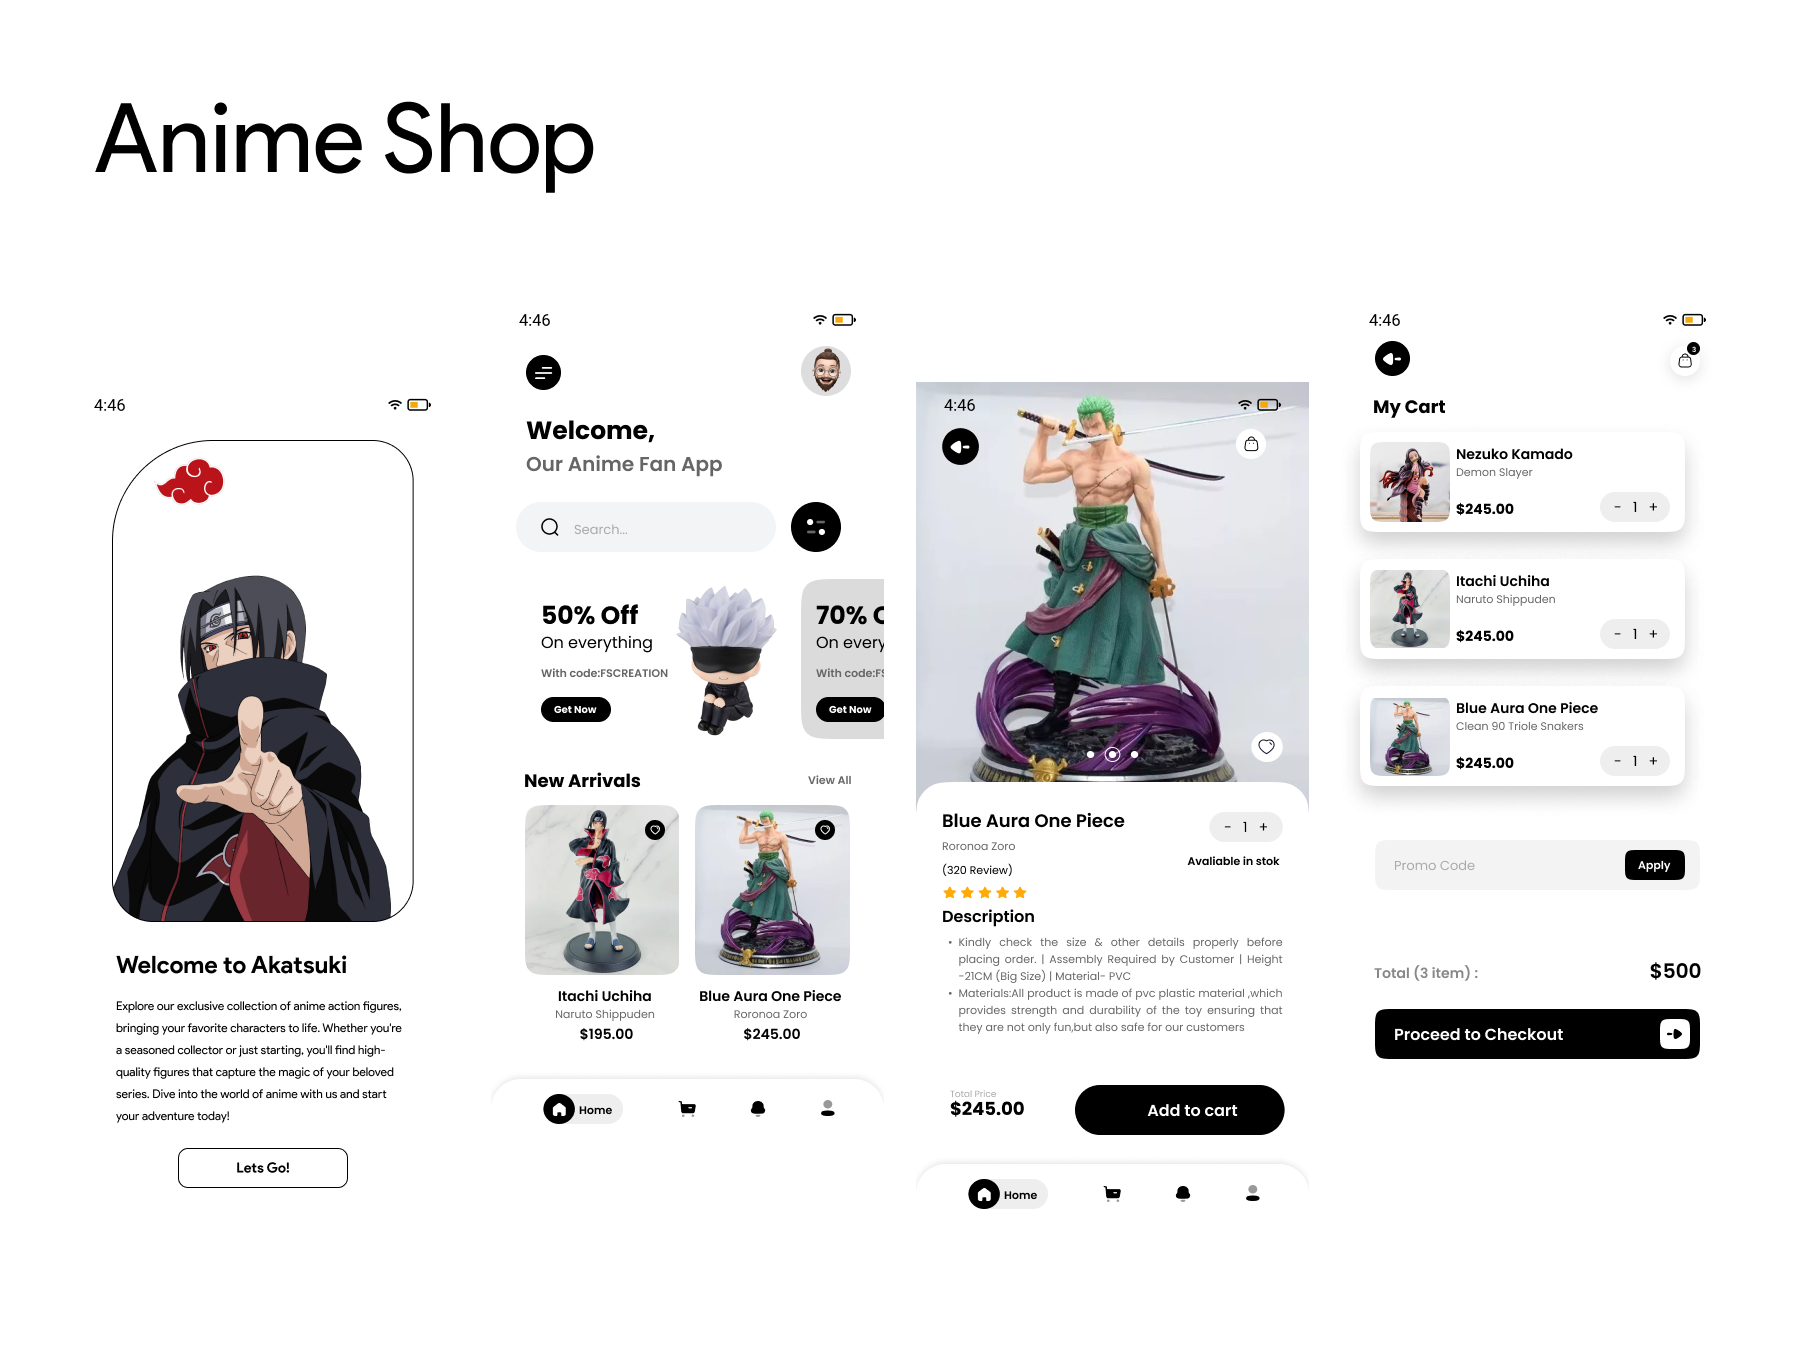 Anime Shop
4:46
Welcome to Akatsuki
Explore our exclusive collection of anime action figures,
bringing your favorite characters to life. Whether you're
a seasoned collector or just starting, you'll find high-
quality figures that capture the magic of your beloved
series. Dive into the world of anime with us and start
your adventure today!
Lets Go!
4:46
Welcome,
Our Anime Fan App
Search...
50% Off
On everything
With code:FSCREATION
Get Now
70% O
On every
With code:FS
Get Now
New Arrivals
View All
Itachi Uchiha
Naruto Shippuden
$195.00
Blue Aura One Piece
Roronoa Zoro
$245.00
Home
4:46
Blue Aura One Piece
- 1 +
Roronoa Zoro
Avaliable in stok
(320 Review)
Description
• Kindly check the size & other details properly before
placing order. | Assembly Required by Customer | Height
-21CM (Big Size) | Material- PVC
• Materials:All product is made of pvc plastic material ,which
provides strength and durability of the toy ensuring that
they are not only fun,but also safe for our customers
Total Price
$245.00
Add to cart
Home
4:46
3
My Cart
Nezuko Kamado
Demon Slayer
$245.00
- 1 +
Itachi Uchiha
Naruto Shippuden
$245.00
- 1 +
Blue Aura One Piece
Clean 90 Triole Snakers
$245.00
- 1 +
Promo Code
Apply
Total (3 item) :
$500
Proceed to Checkout